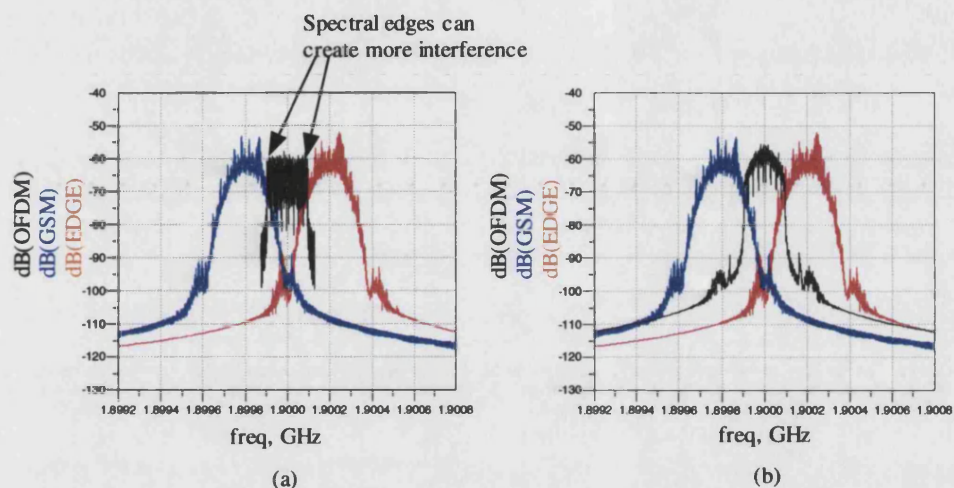 Spectral edges can
create more interference
-40
-50
-60
-70
-80
-90
-100
-110
-120
-130
dB(OFDM)
dB(GSM)
dB(EDGE)
1.8992 1.8994 1.8996 1.8998 1.9000 1.9002 1.9004 1.9006 1.9008
freq, GHz
(a)
-40
-50
-60
-70
-80
-90
-100
-110
-120
-130
dB(OFDM)
dB(GSM)
dB(EDGE)
1.8992 1.8994 1.8996 1.8998 1.9000 1.9002 1.9004 1.9006 1.9008
freq, GHz
(b)